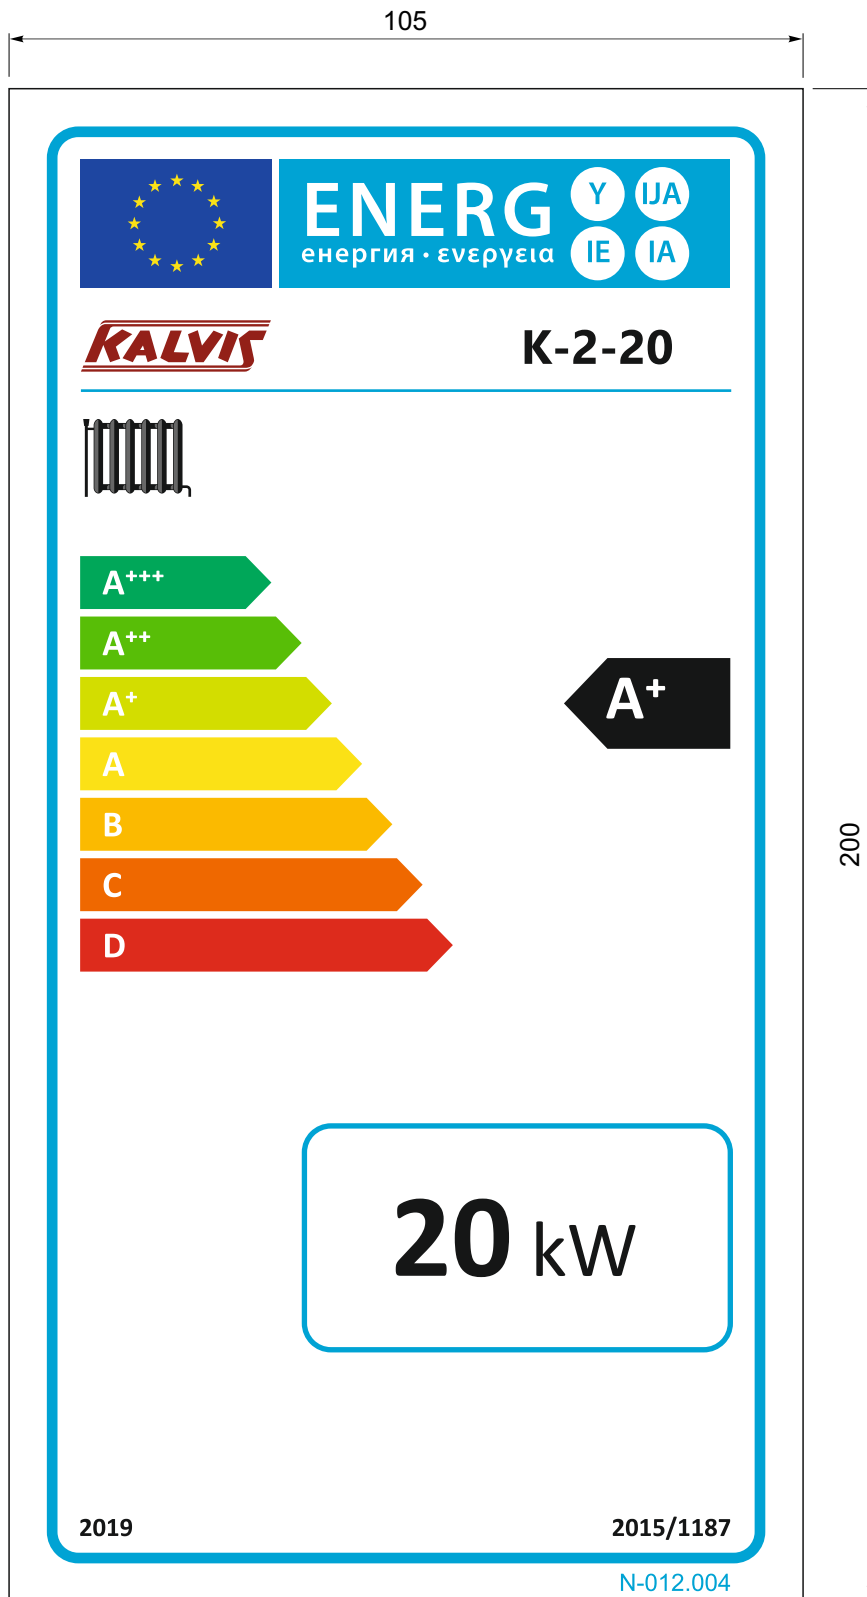 105
ENERG
Y IJA
IE IA
енергия · ενεργεια
KALVIS
K-2-20
A+++
A++
A+
A+
A
B
C
D
200
20 kW
2019
2015/1187
N-012.004